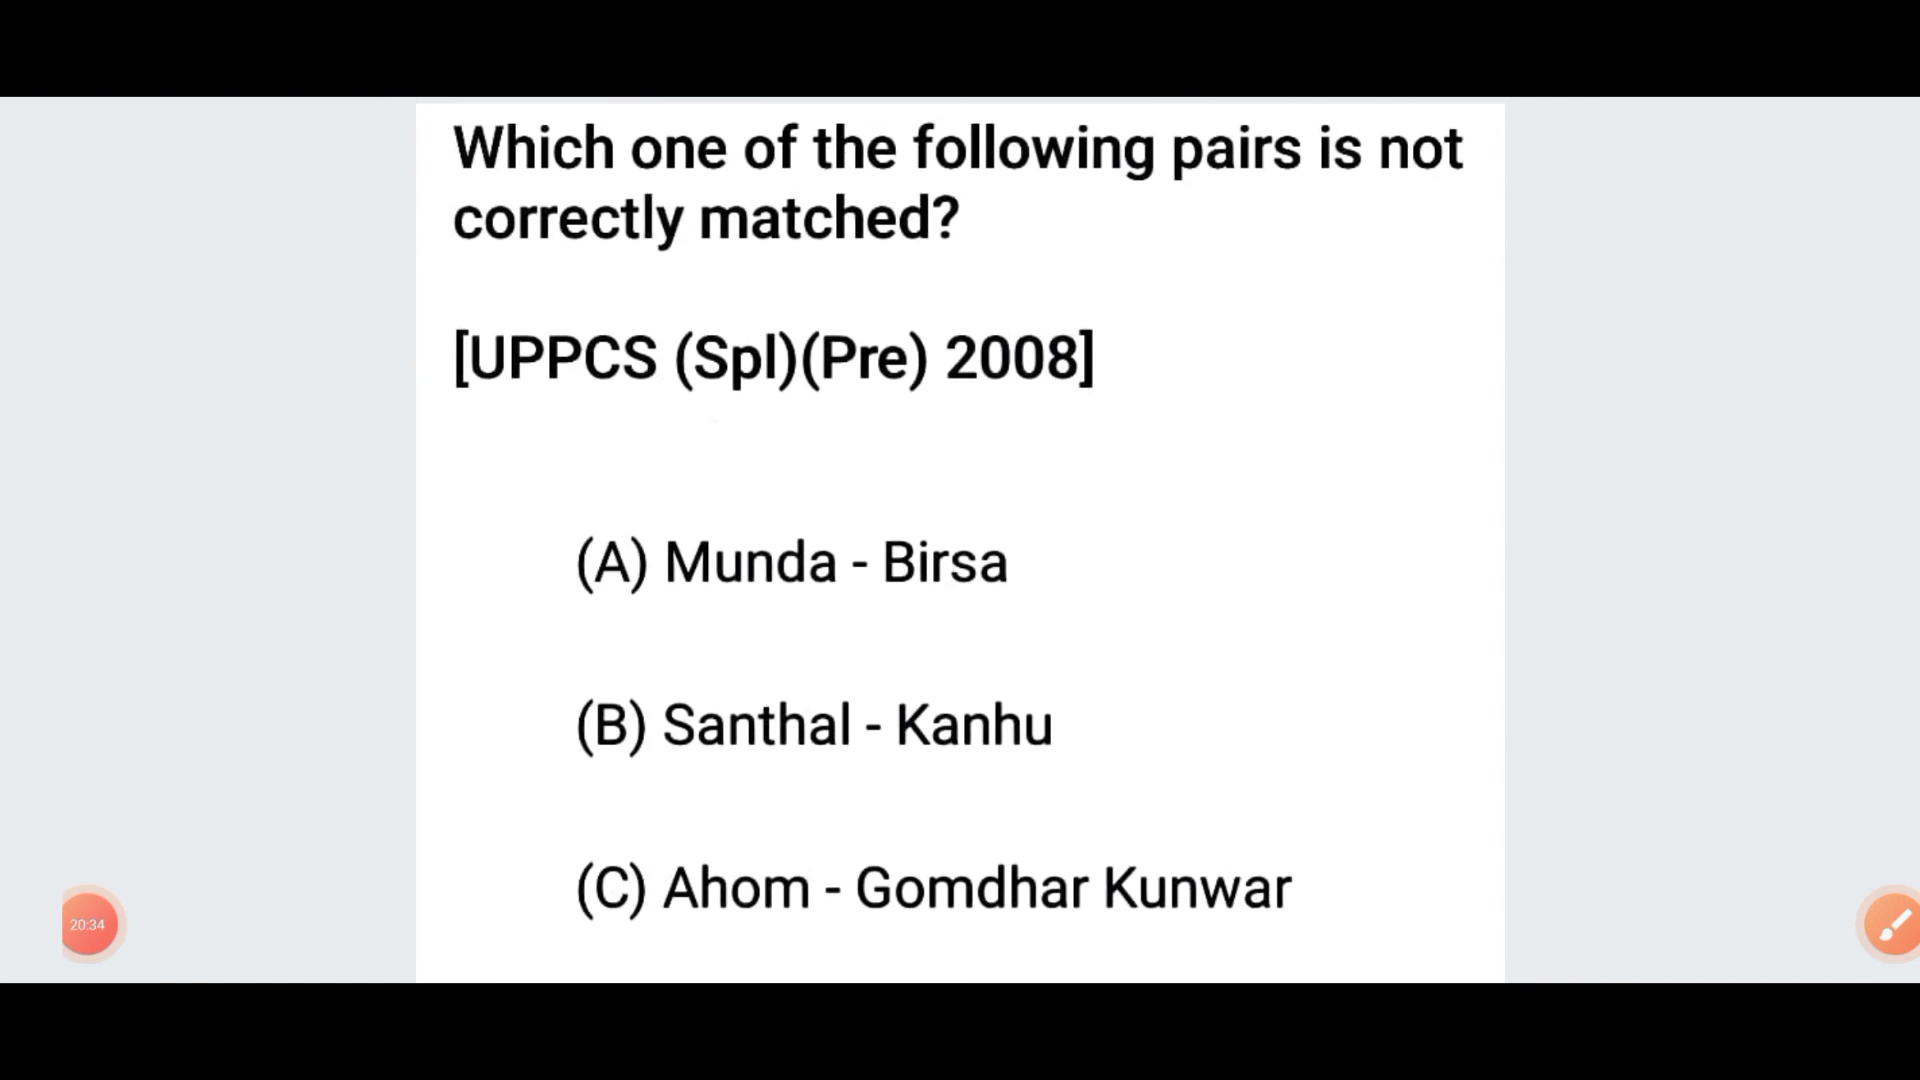 Which one of the following pairs is not
correctly matched?
[UPPCS (Spl)(Pre) 2008]
(A) Munda - Birsa
(B) Santhal - Kanhu
(C) Ahom - Gomdhar Kunwar
20:34